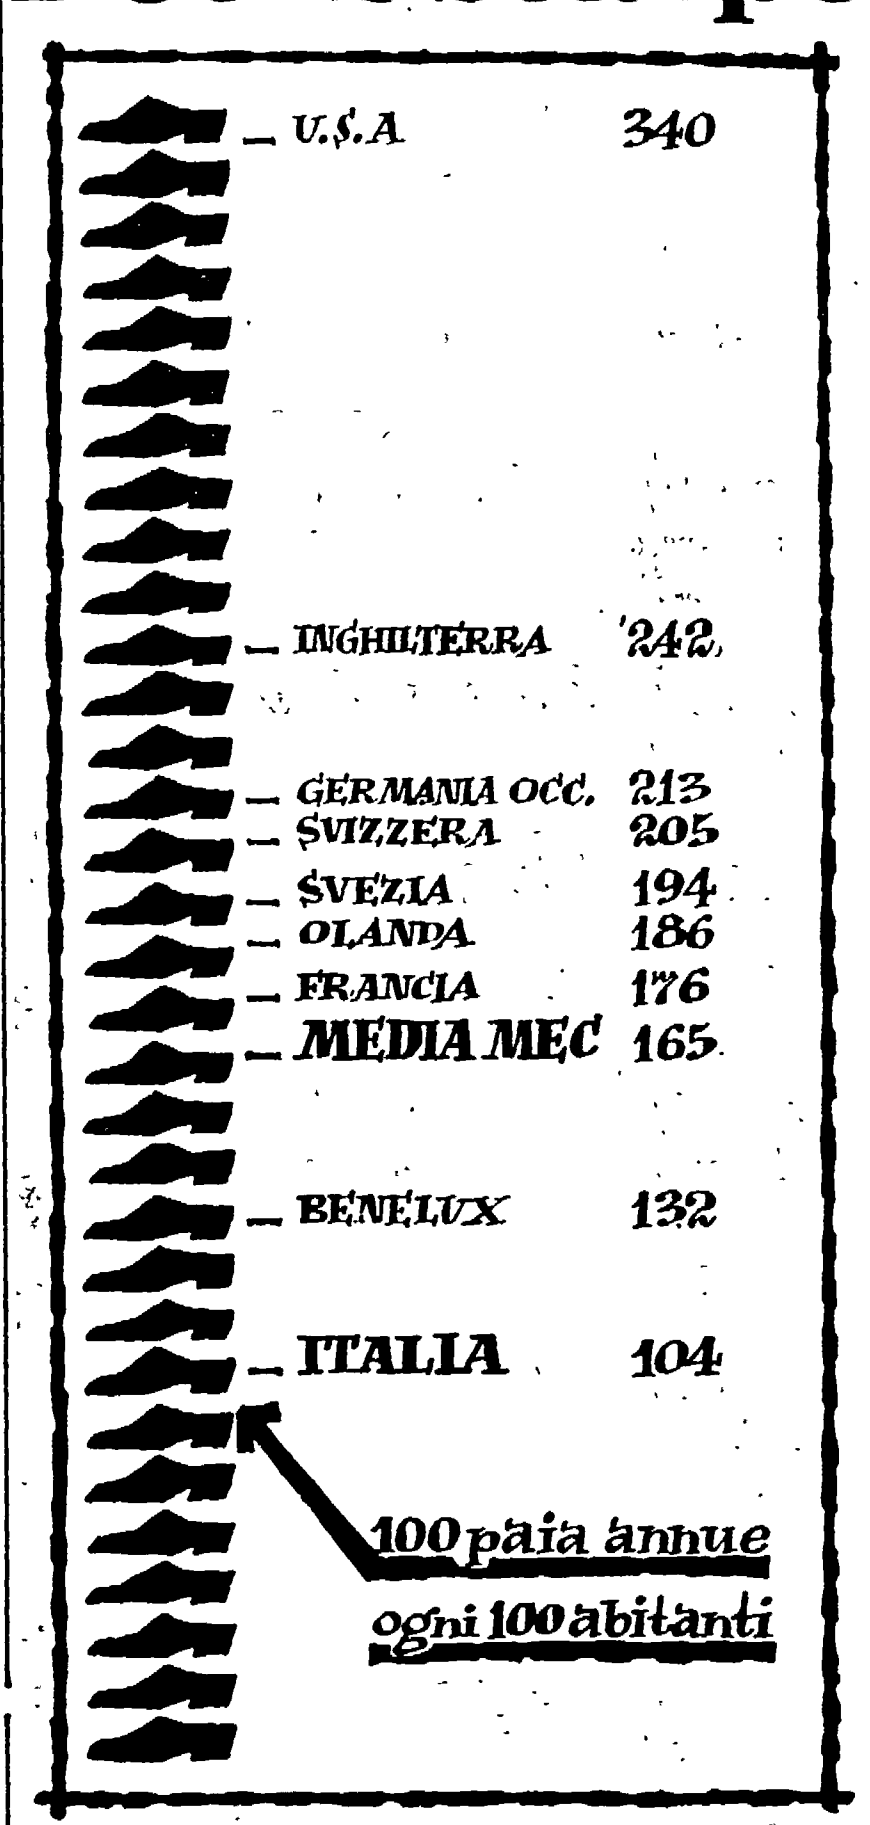 U.S.A 340
INGHILTERRA 242
GERMANIA OCC. 213
SVIZZERA 205
SVEZIA 194
OLANDA 186
FRANCIA 176
MEDIA MEC 165
BENELUX 132
ITALIA 104
100 paia annue
ogni 100 abitanti